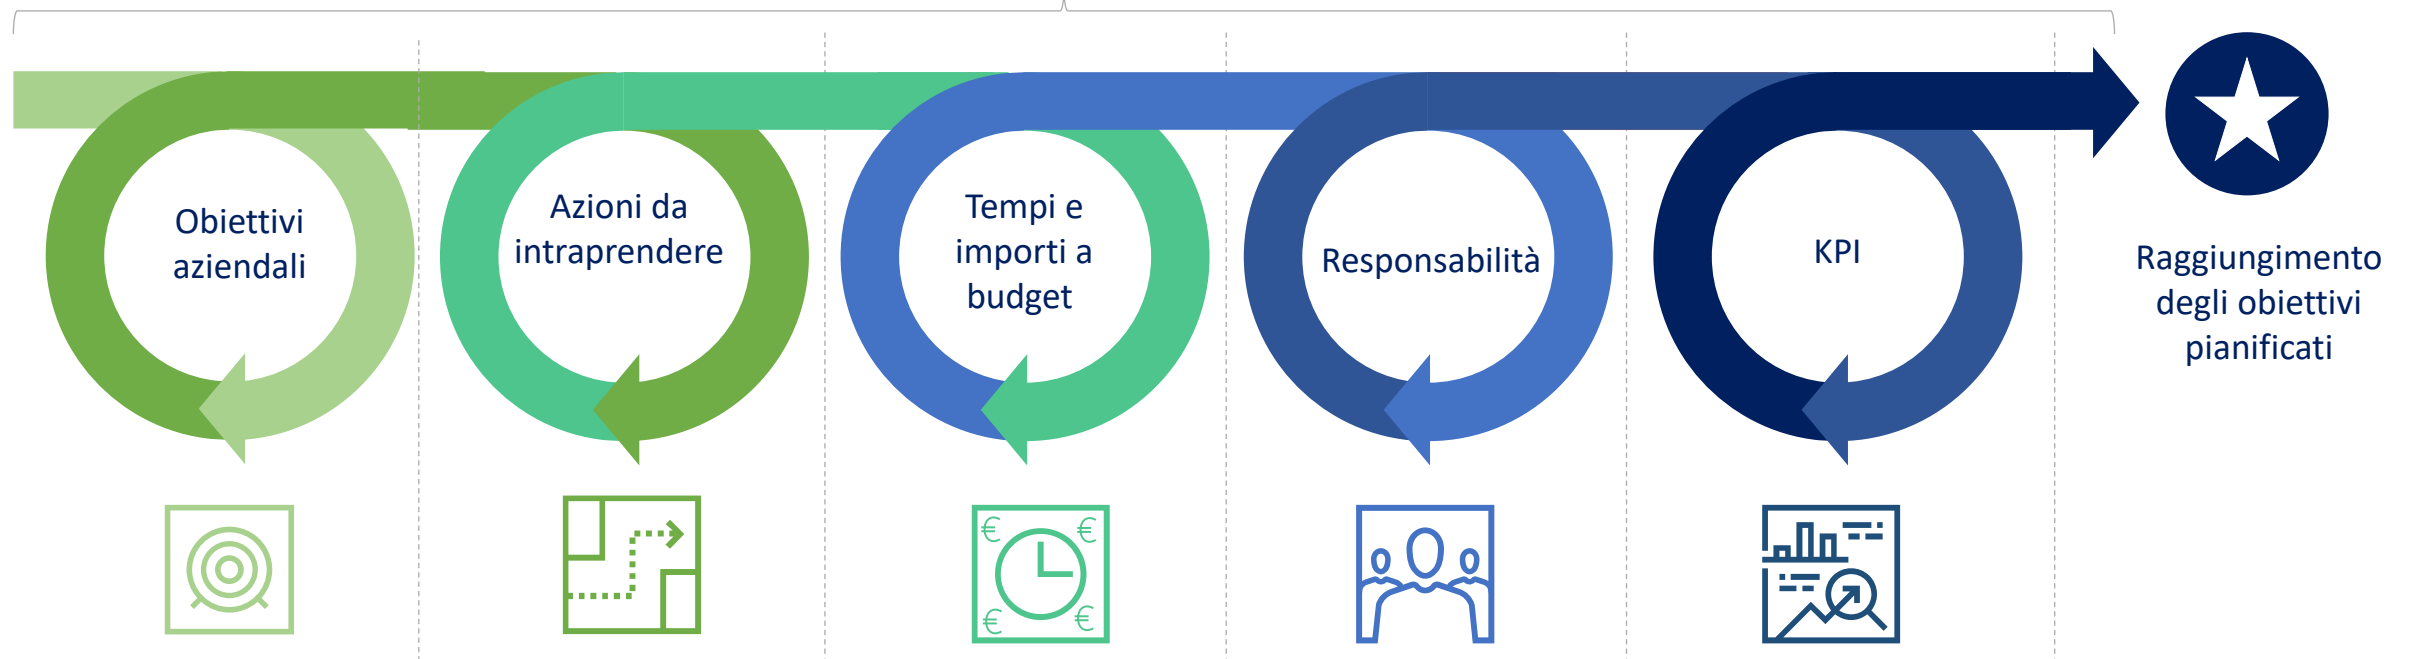 Obiettivi
aziendali
Azioni da
intraprendere
Tempi e
importi a
budget
Responsabilità
KPI
Raggiungimento
degli obiettivi
pianificati
€ €
€ €